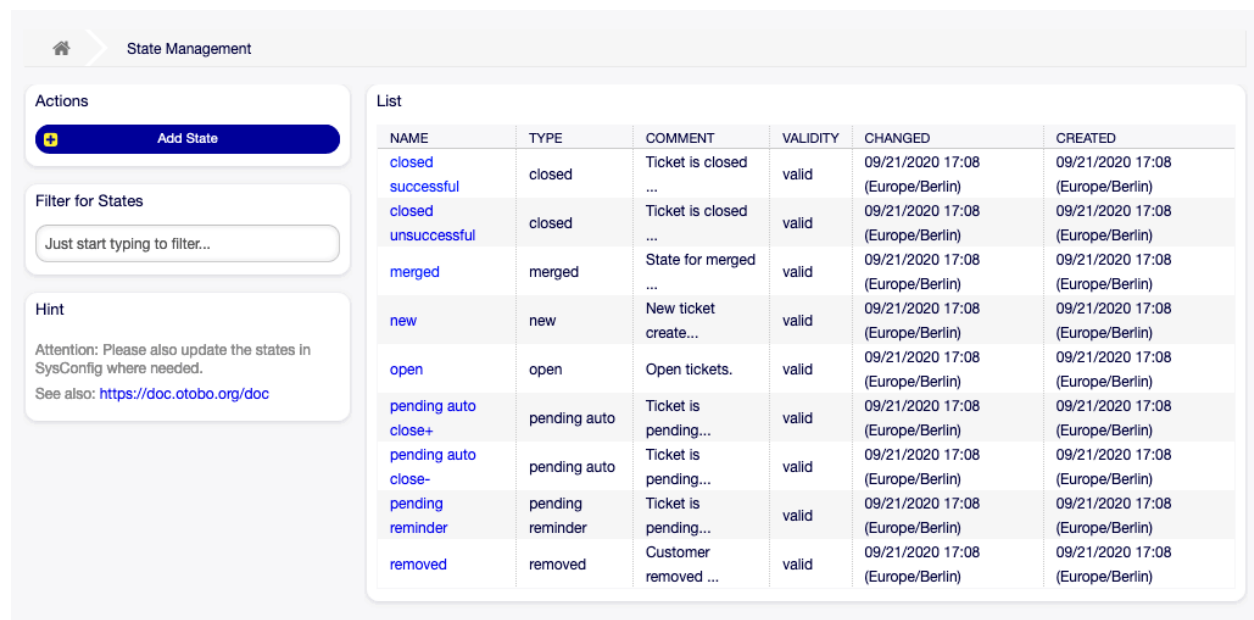 State Management
Actions
Add State
Filter for States
Just start typing to filter...
Hint
Attention: Please also update the states in
SysConfig where needed.
See also: https://doc.otobo.org/doc
List
NAME TYPE COMMENT VALIDITY CHANGED CREATED
closed successful closed Ticket is closed ... valid 09/21/2020 17:08 (Europe/Berlin) 09/21/2020 17:08 (Europe/Berlin)
closed unsuccessful closed Ticket is closed ... valid 09/21/2020 17:08 (Europe/Berlin) 09/21/2020 17:08 (Europe/Berlin)
merged merged State for merged ... valid 09/21/2020 17:08 (Europe/Berlin) 09/21/2020 17:08 (Europe/Berlin)
new new New ticket create... valid 09/21/2020 17:08 (Europe/Berlin) 09/21/2020 17:08 (Europe/Berlin)
open open Open tickets. valid 09/21/2020 17:08 (Europe/Berlin) 09/21/2020 17:08 (Europe/Berlin)
pending auto close+ pending auto Ticket is pending... valid 09/21/2020 17:08 (Europe/Berlin) 09/21/2020 17:08 (Europe/Berlin)
pending auto close- pending auto Ticket is pending... valid 09/21/2020 17:08 (Europe/Berlin) 09/21/2020 17:08 (Europe/Berlin)
pending reminder pending reminder Ticket is pending... valid 09/21/2020 17:08 (Europe/Berlin) 09/21/2020 17:08 (Europe/Berlin)
removed removed Customer removed ... valid 09/21/2020 17:08 (Europe/Berlin) 09/21/2020 17:08 (Europe/Berlin)